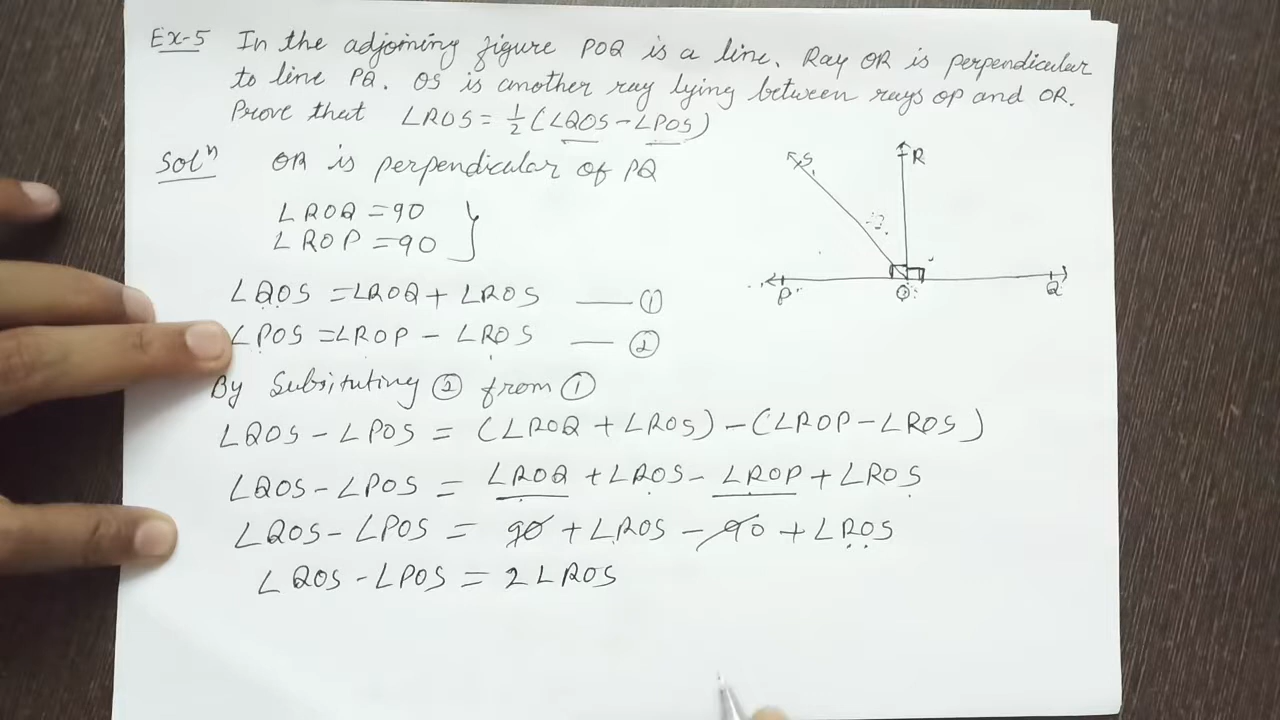 Ex-5 In the adjoining figure POQ is a line. Ray OR is perpendicular
to line PQ. OS is another ray lying between rays OP and OR.
Prove that ∠ROS = 1/2 (∠QOS - ∠POS)
Solⁿ OR is perpendicular of PQ
S
R
∠ROQ = 90
∠ROP = 90 }
P
O
Q
∠QOS = ∠ROQ + ∠ROS —— ①
∠POS = ∠ROP - ∠ROS —— ②
By Subsituting ② from ①
∠QOS - ∠POS = (∠ROQ + ∠ROS) - (∠ROP - ∠ROS)
∠QOS - ∠POS = ∠ROQ + ∠ROS - ∠ROP + ∠ROS
∠QOS - ∠POS = 90 + ∠ROS - 90 + ∠ROS
∠QOS - ∠POS = 2∠ROS